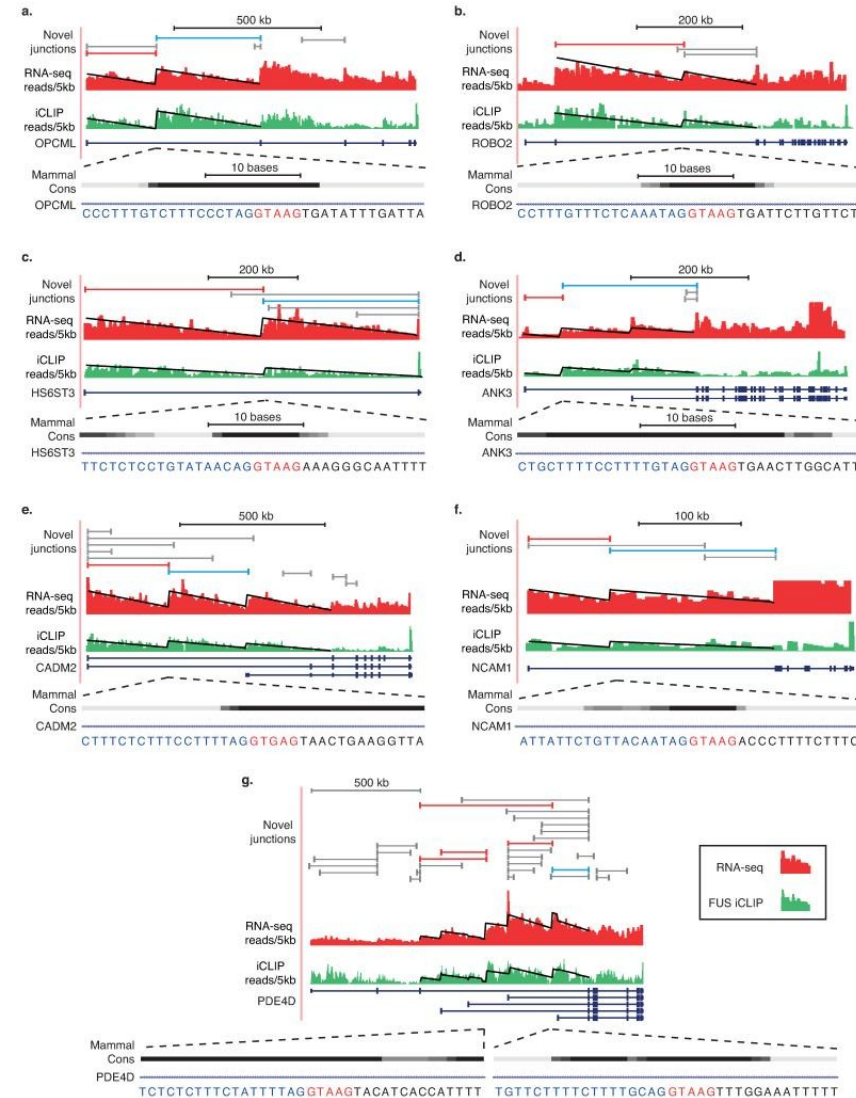 a.
500 kb
Novel
junctions
RNA-seq
reads/5kb
iCLIP
reads/5kb
OPCML
10 bases
Mammal
Cons
OPCML
CCCTTTGTCTTTCCCTAGGTAAGTGATATTTGATTA
b.
200 kb
Novel
junctions
RNA-seq
reads/5kb
iCLIP
reads/5kb
ROBO2
10 bases
Mammal
Cons
ROBO2
CCTTTGTTTCTCAAATAGGTAAGTGATTCTTGTTCT
c.
200 kb
Novel
junctions
RNA-seq
reads/5kb
iCLIP
reads/5kb
HS6ST3
10 bases
Mammal
Cons
HS6ST3
TTCTCTCCTGTATAACAGGTAAGAAAGGGCAATTTT
d.
200 kb
Novel
junctions
RNA-seq
reads/5kb
iCLIP
reads/5kb
ANK3
Mammal
Cons
10 bases
ANK3
CTGCTTTTCCTTTTGTAGGTAAGTGAACTTGGCATT
e.
500 kb
Novel
junctions
RNA-seq
reads/5kb
iCLIP
reads/5kb
CADM2
Mammal
Cons
CADM2
CTTTCTCTTTCCTTTTAGGTGAGTAACTGAAGGTTA
f.
100 kb
Novel
junctions
RNA-seq
reads/5kb
iCLIP
reads/5kb
NCAM1
Mammal
Cons
NCAM1
ATTATTCTGTTACAATAGGTAAGACCCTTTTCTTTC
g.
500 kb
Novel
junctions
RNA-seq
reads/5kb
iCLIP
reads/5kb
PDE4D
Mammal
Cons
PDE4D
TCTCTCTTTCTATTTTAGGTAAGTACATCACCATTTT
TGTTCTTTTCTTTTGCAGGTAAGTTTGGAAATTTTT
RNA-seq
FUS iCLIP